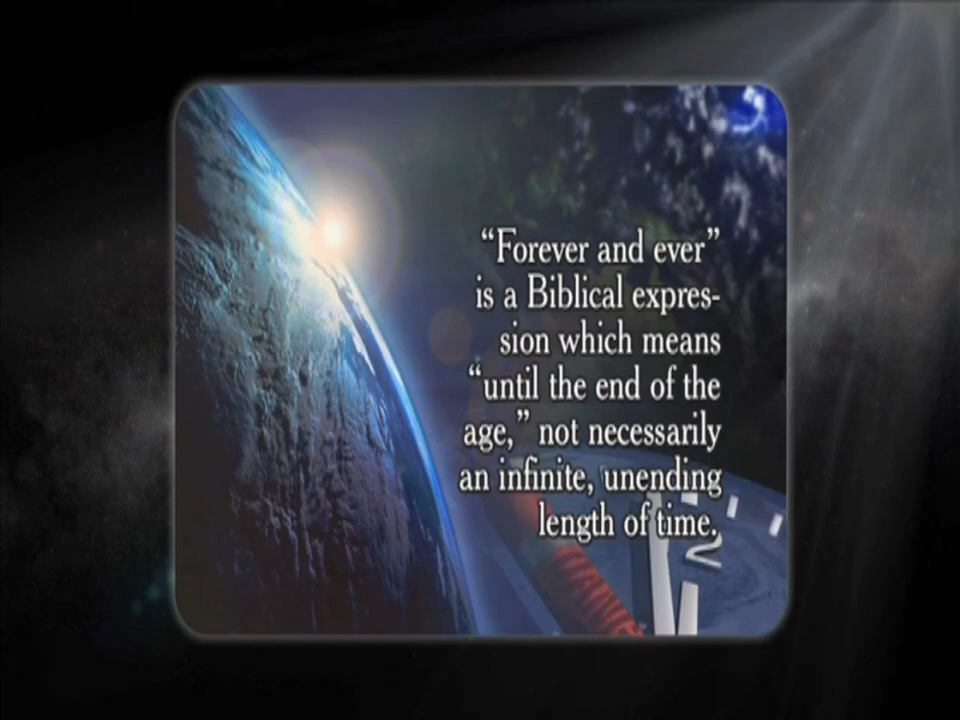 “Forever and ever”
is a Biblical expres-
sion which means
“until the end of the
age,” not necessarily
an infinite, unending
length of time.
2